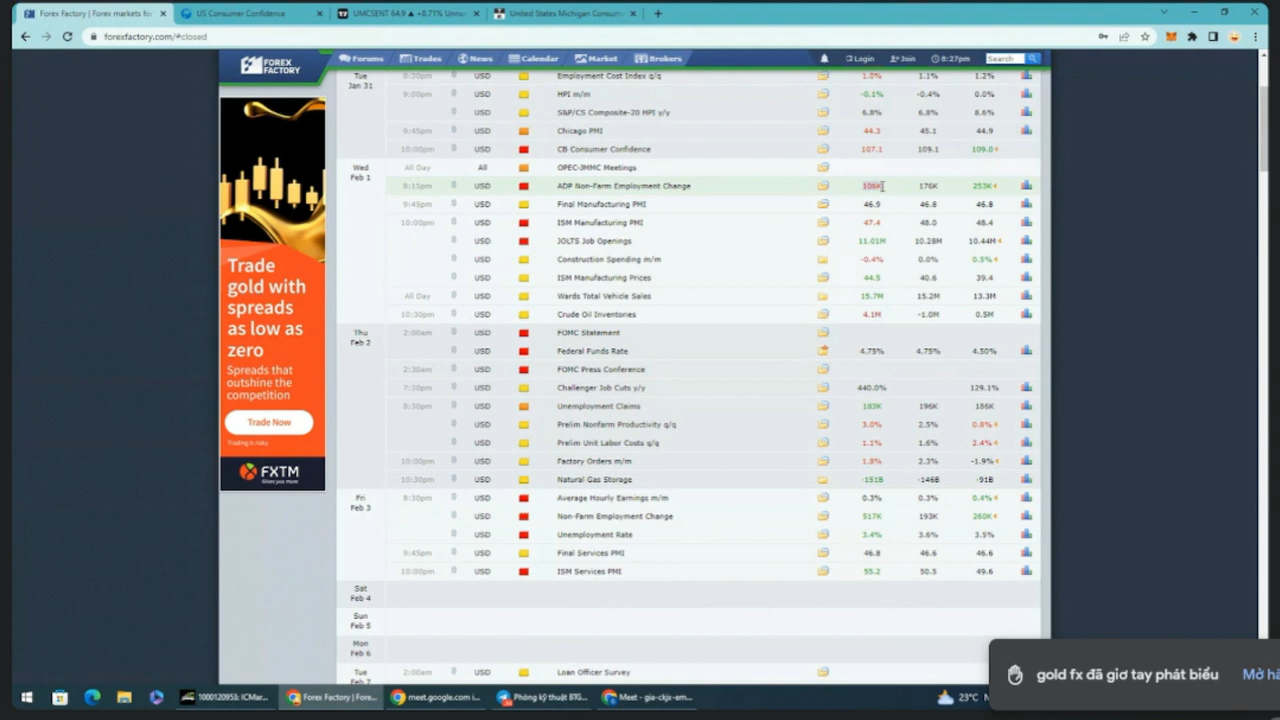 Forex Factory | Forex markets for
US Consumer Confidence
UMCSENT 64.9 ▲ +8.71% Unive
United States Michigan Consum
forexfactory.com/#closed
FOREX FACTORY
Forums Trades News Calendar Market Brokers Login Join 8:27pm Search
Tue 8:30pm USD Employment Cost Index q/q 1.0% 1.1% 1.2%
Jan 31 9:00pm USD HPI m/m -0.1% -0.4% 0.0%
USD S&P/CS Composite-20 HPI y/y 6.8% 6.8% 8.6%
9:45pm USD Chicago PMI 44.3 45.1 44.9
10:00pm USD CB Consumer Confidence 107.1 109.1 109.0
Wed All Day All OPEC-JMMC Meetings
Feb 1 8:15pm USD ADP Non-Farm Employment Change 106K 176K 253K
9:45pm USD Final Manufacturing PMI 46.9 46.8 46.8
10:00pm USD ISM Manufacturing PMI 47.4 48.0 48.4
USD JOLTS Job Openings 11.01M 10.28M 10.44M
USD Construction Spending m/m -0.4% 0.0% 0.5%
USD ISM Manufacturing Prices 44.5 40.6 39.4
All Day USD Wards Total Vehicle Sales 15.7M 15.2M 13.3M
10:30pm USD Crude Oil Inventories 4.1M -1.0M 0.5M
Thu 2:00am USD FOMC Statement
Feb 2 USD Federal Funds Rate 4.75% 4.75% 4.50%
2:30am USD FOMC Press Conference
7:30pm USD Challenger Job Cuts y/y 440.0% 129.1%
8:30pm USD Unemployment Claims 183K 196K 186K
USD Prelim Nonfarm Productivity q/q 3.0% 2.5% 0.8%
USD Prelim Unit Labor Costs q/q 1.1% 1.6% 2.4%
10:00pm USD Factory Orders m/m 1.8% 2.3% -1.9%
10:30pm USD Natural Gas Storage -151B -146B -91B
Fri 8:30pm USD Average Hourly Earnings m/m 0.3% 0.3% 0.4%
Feb 3 USD Non-Farm Employment Change 517K 193K 260K
USD Unemployment Rate 3.4% 3.6% 3.5%
9:45pm USD Final Services PMI 46.8 46.6 46.6
10:00pm USD ISM Services PMI 55.2 50.5 49.6
Sat
Feb 4
Sun
Feb 5
Mon
Feb 6
Tue 2:00am USD Loan Officer Survey
Feb 7
Trade
gold with
spreads
as low as
zero
Spreads that
outshine the
competition
Trade Now
Trading is risky
FXTM
gold fx đã giơ tay phát biểu Mở hà
1000120953: ICMar... Forex Factory | Fore... meet.google.com i... Phòng kỹ thuật BTG... Meet - gia-ckjx-em... 23°C